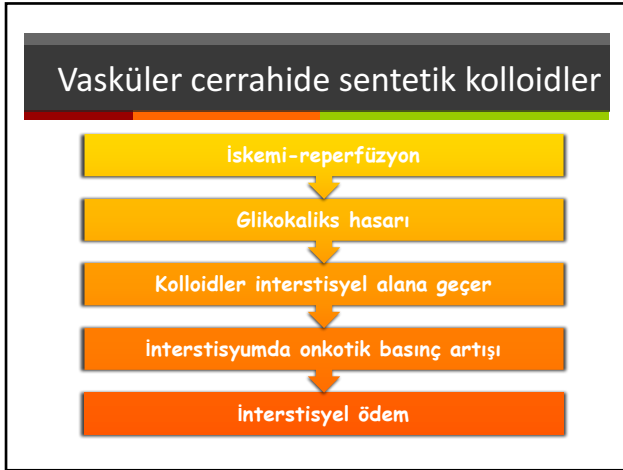 Vasküler cerrahide sentetik kolloidler
İskemi-reperfüzyon
Glikokaliks hasarı
Kolloidler interstisyel alana geçer
İnterstisyumda onkotik basınç artışı
İnterstisyel ödem